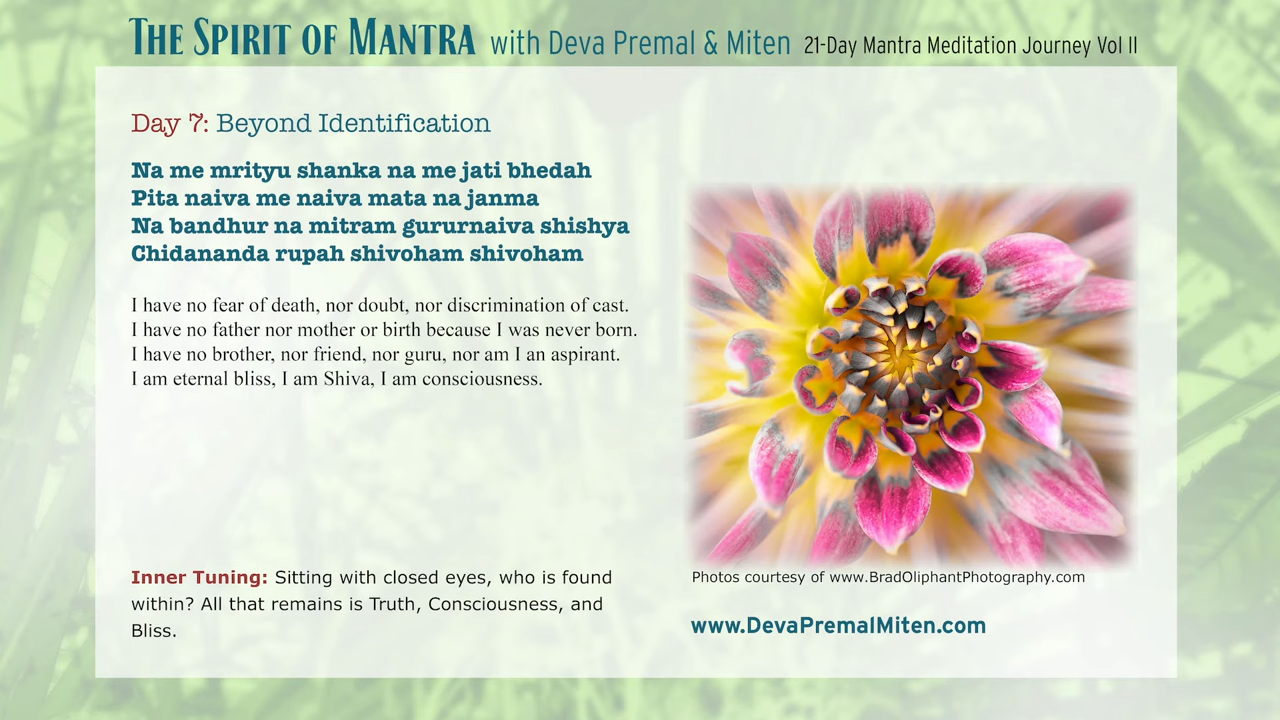 The Spirit of Mantra with Deva Premal & Miten 21-Day Mantra Meditation Journey Vol II
Day 7: Beyond Identification
Na me mrityu shanka na me jati bhedah
Pita naiva me naiva mata na janma
Na bandhur na mitram gururnaiva shishya
Chidananda rupah shivoham shivoham
I have no fear of death, nor doubt, nor discrimination of cast.
I have no father nor mother or birth because I was never born.
I have no brother, nor friend, nor guru, nor am I an aspirant.
I am eternal bliss, I am Shiva, I am consciousness.
Inner Tuning: Sitting with closed eyes, who is found
within? All that remains is Truth, Consciousness, and
Bliss.
Photos courtesy of www.BradOliphantPhotography.com
www.DevaPremalMiten.com